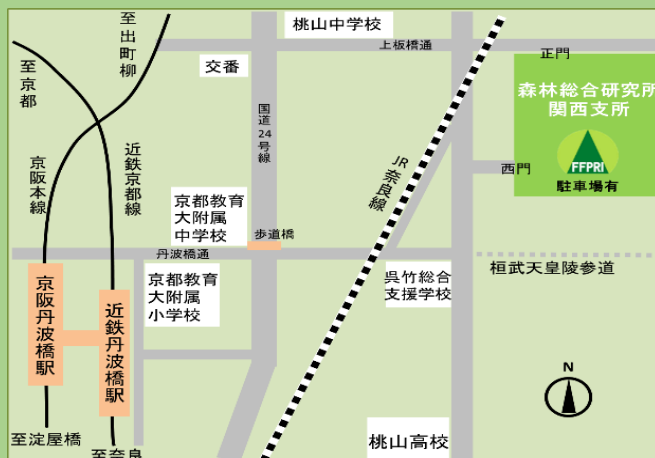 至出町柳
桃山中学校
上板橋通
正門
至京都
交番
森林総合研究所
関西支所
FFPRI
駐車場有
国道24号線
JR奈良線
西門
京阪本線
近鉄京都線
京都教育
大附属
中学校
歩道橋
丹波橋通
桓武天皇陵参道
京都教育
大附属
小学校
呉竹総合
支援学校
京阪丹波橋駅
近鉄丹波橋駅
N
至淀屋橋
至奈良
桃山高校